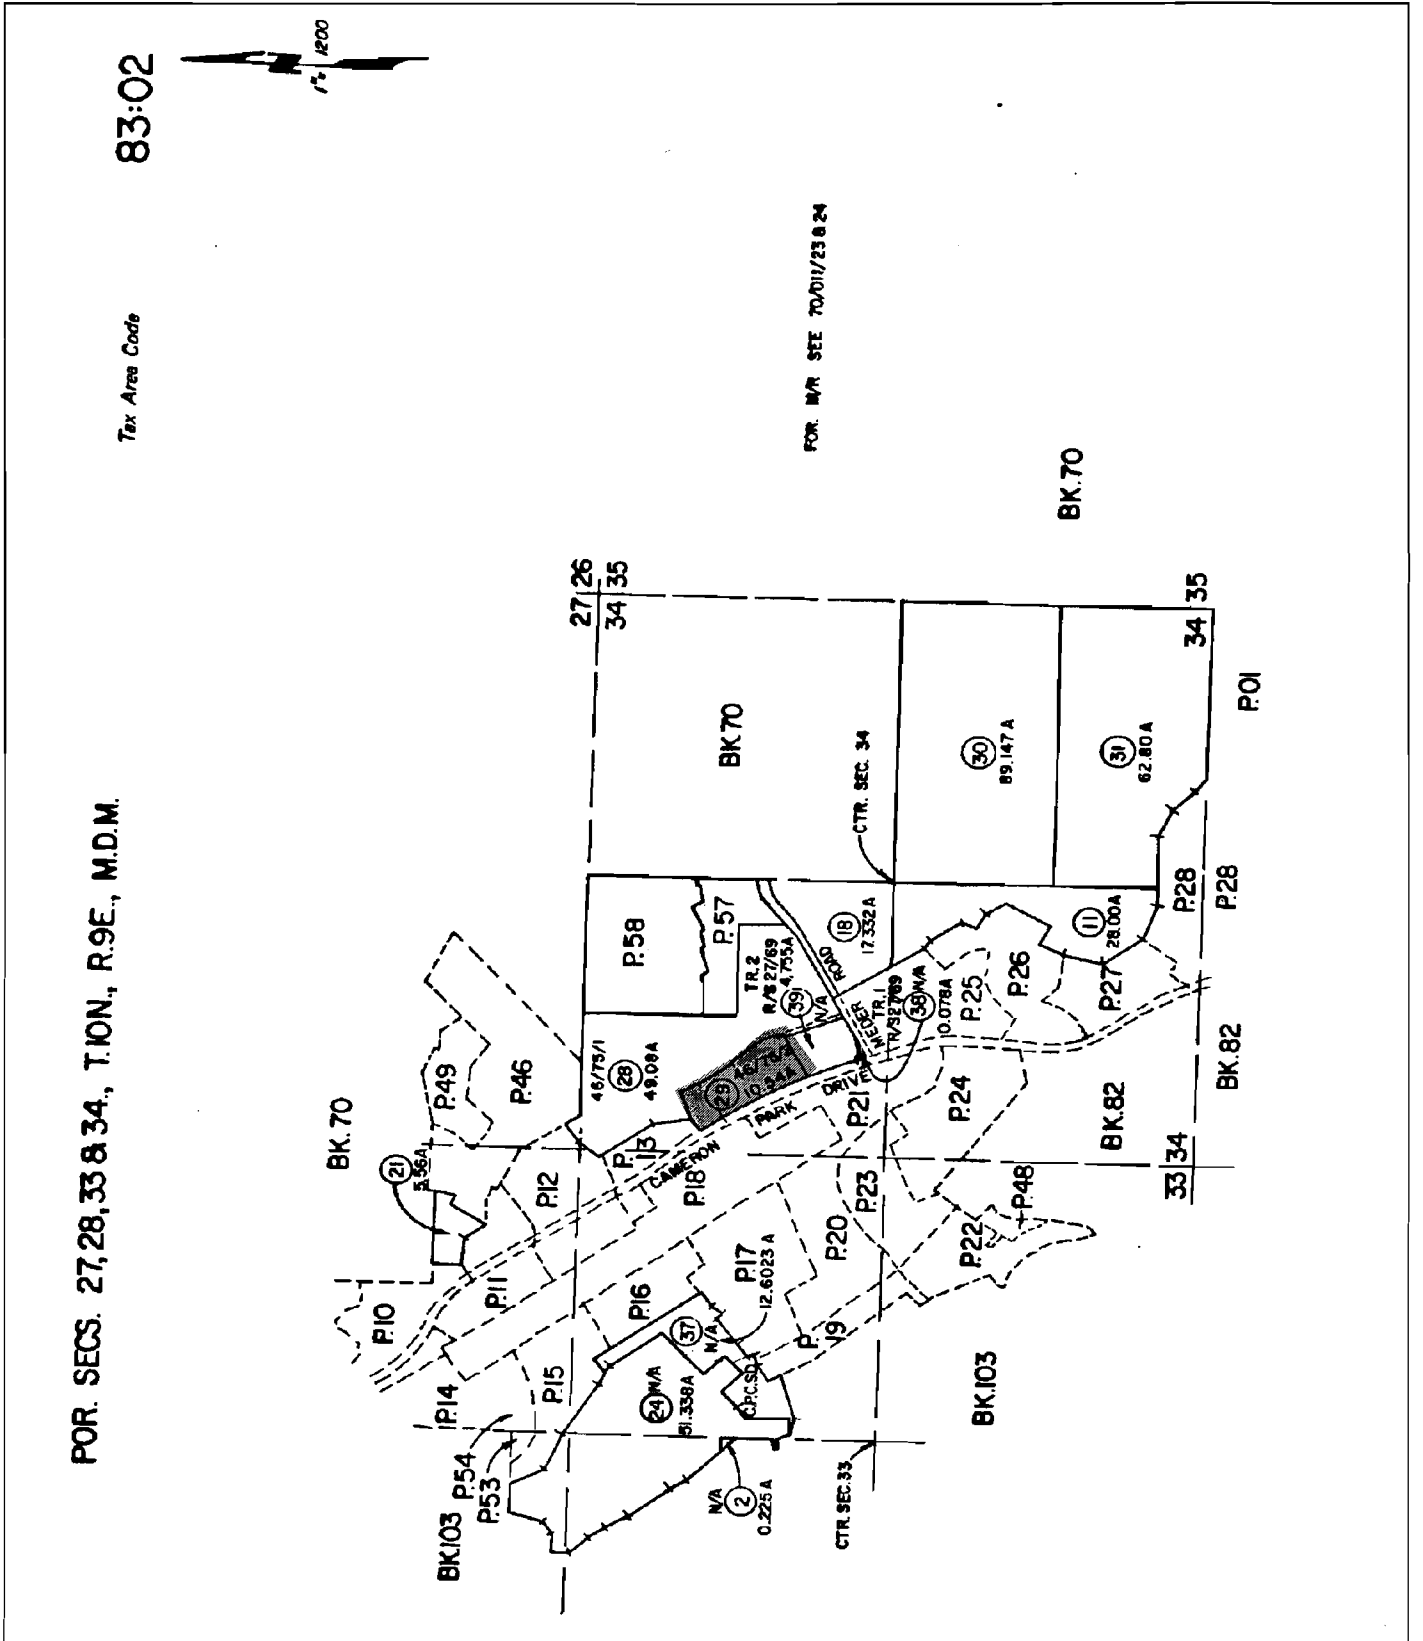 POR. SECS. 27,28,33 & 34., T.10N., R.9E., M.D.M.
Tax Area Code
83:02
1"= 1200
FOR M/R SEE 70/011/23 & 24
BK.70
BK.70
21
3.56A
P.49
P.46
P.10
P.11
P.12
P.13
P.14
P.15
P.54
P.53
BK.103
P.16
P.17
12.6023 A
P.18
CAMERON
PARK
DRIVE
46/75/1
28
49.08A
29
46/75/2
P.58
P.57
27 26
34 35
BK.70
TR.2
R/S 27/69
4.755A
39
N/A
MEDER
ROAD
18
17.332A
CTR. SEC. 34
TR.1
R/S27/69
38 N/A
0.078A
30
89.147 A
31
62.80 A
11
28.00A
34 35
P.01
P.28
P.28
P.27
P.26
P.25
P.24
P.21
P.23
P.20
P.22
P.48
P.
19
37
N/A
24 N/A
51.338A
C.P.C.S.D.
N/A
2
0.225 A
CTR. SEC.33
BK.103
BK.82
BK.82
33 34